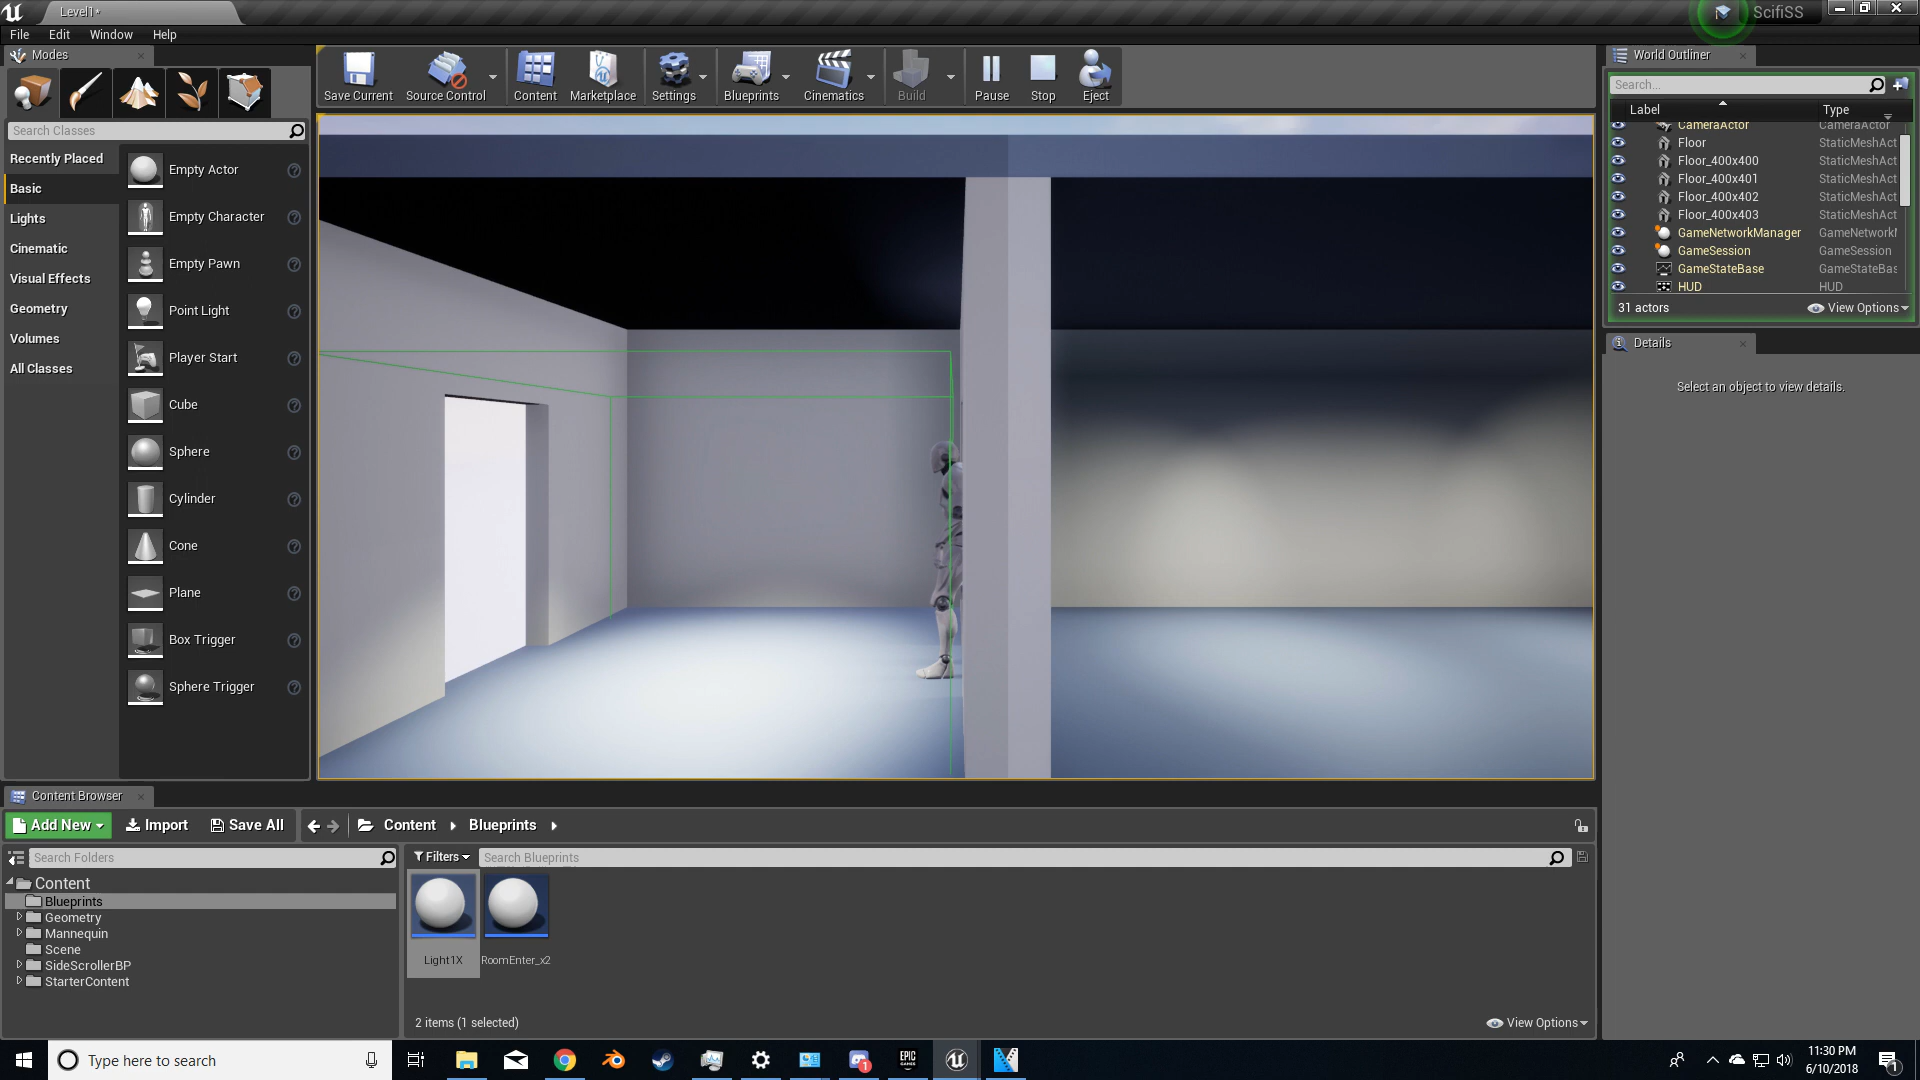 Level1*
ScifiSS
File Edit Window Help
Modes
Search Classes
Recently Placed
Basic
Lights
Cinematic
Visual Effects
Geometry
Volumes
All Classes
Empty Actor
Empty Character
Empty Pawn
Point Light
Player Start
Cube
Sphere
Cylinder
Cone
Plane
Box Trigger
Sphere Trigger
Save Current Source Control Content Marketplace Settings Blueprints Cinematics Build Pause Stop Eject
World Outliner
Search...
Label Type
CameraActor CameraActor
Floor StaticMeshAct
Floor_400x400 StaticMeshAct
Floor_400x401 StaticMeshAct
Floor_400x402 StaticMeshAct
Floor_400x403 StaticMeshAct
GameNetworkManager GameNetworkM
GameSession GameSession
GameStateBase GameStateBas
HUD HUD
31 actors View Options
Details
Select an object to view details.
Content Browser
Add New Import Save All Content Blueprints
Search Folders
Filters Search Blueprints
Content
Blueprints
Geometry
Mannequin
Scene
SideScrollerBP
StarterContent
Light1X RoomEnter_x2
2 items (1 selected) View Options
Type here to search
EPIC
GAMES
1
11:30 PM
6/10/2018
1